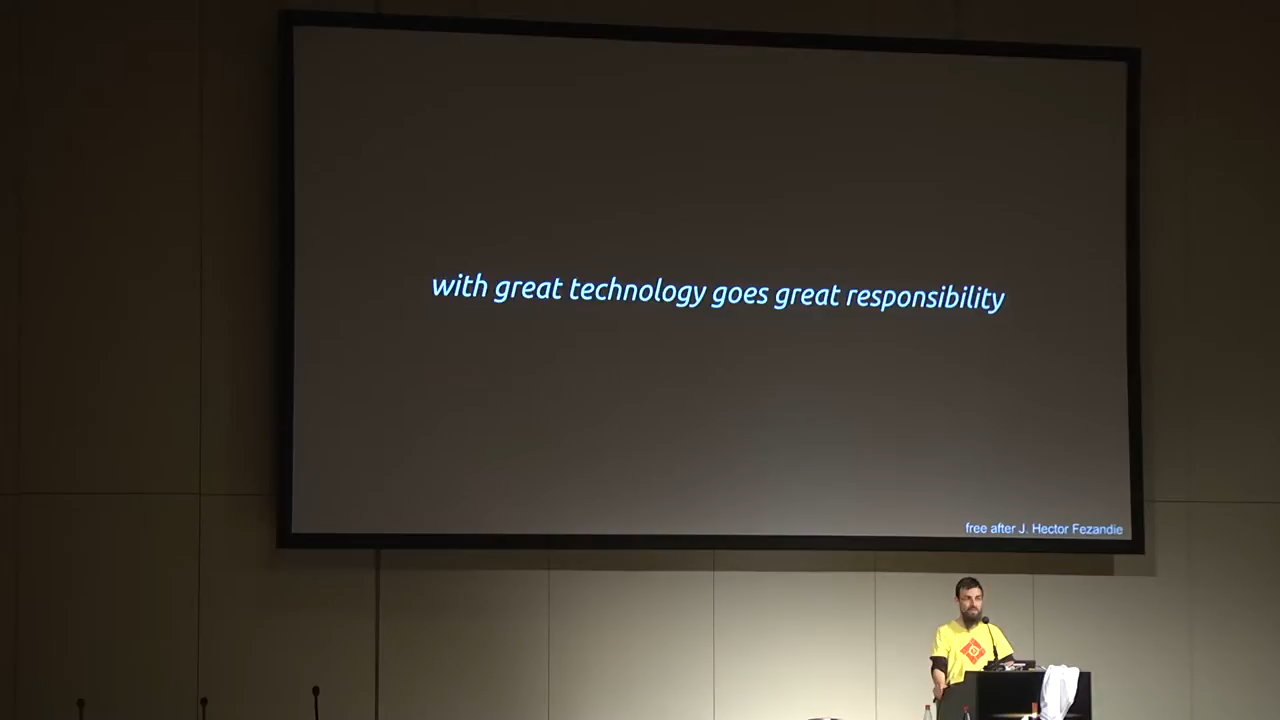 with great technology goes great responsibility
free after J. Hector Fezandie